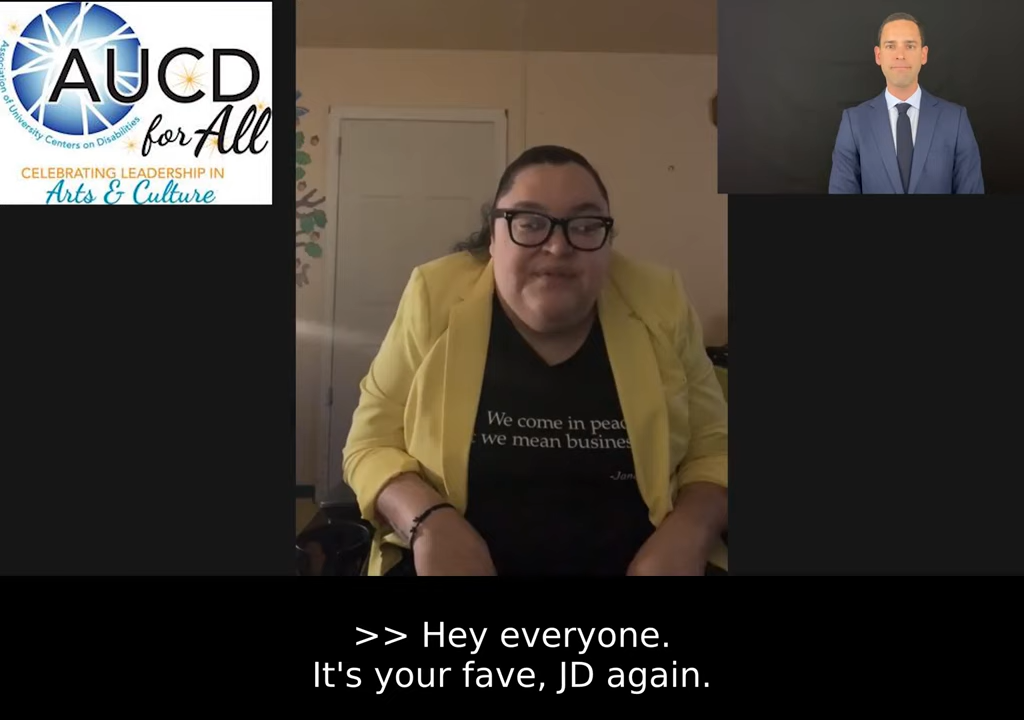 AUCD
for All
Association of University Centers on Disabilities
CELEBRATING LEADERSHIP IN
Arts & Culture
We come in peac
we mean busines
-Jan
>> Hey everyone.
It's your fave, JD again.